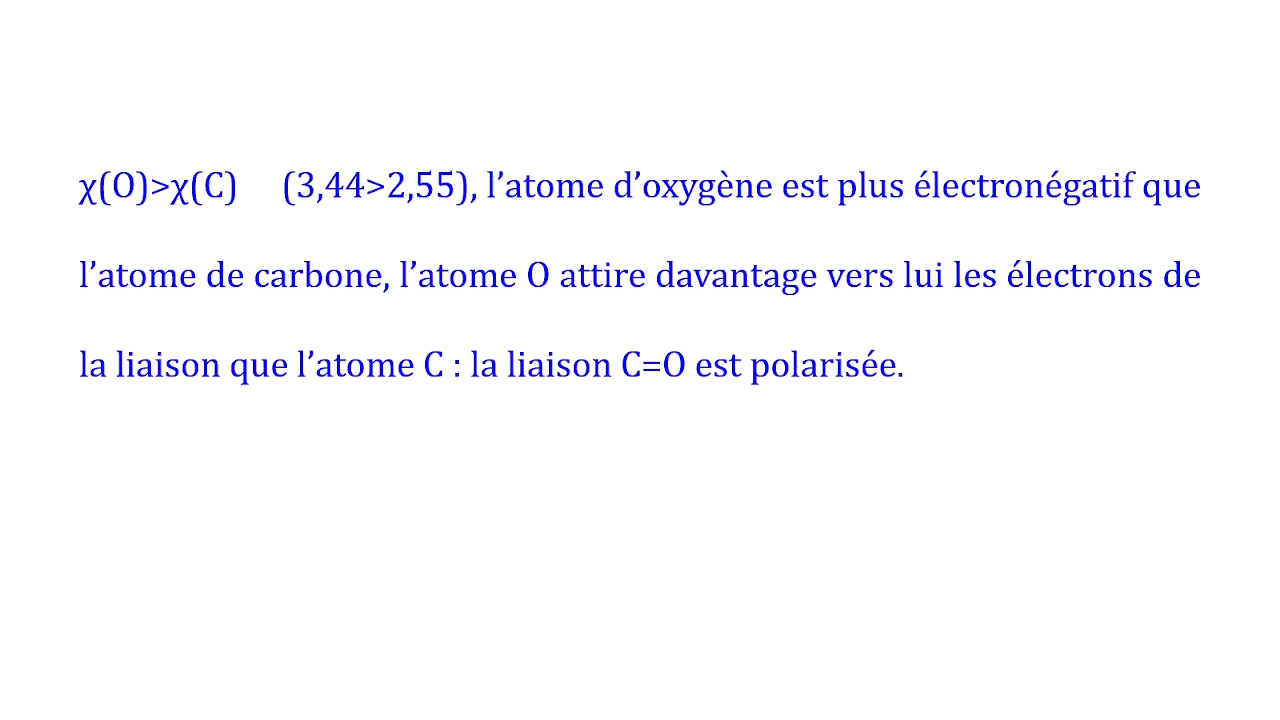 χ(O)>χ(C) (3,44>2,55), l’atome d’oxygène est plus électronégatif que
l’atome de carbone, l’atome O attire davantage vers lui les électrons de
la liaison que l’atome C : la liaison C=O est polarisée.